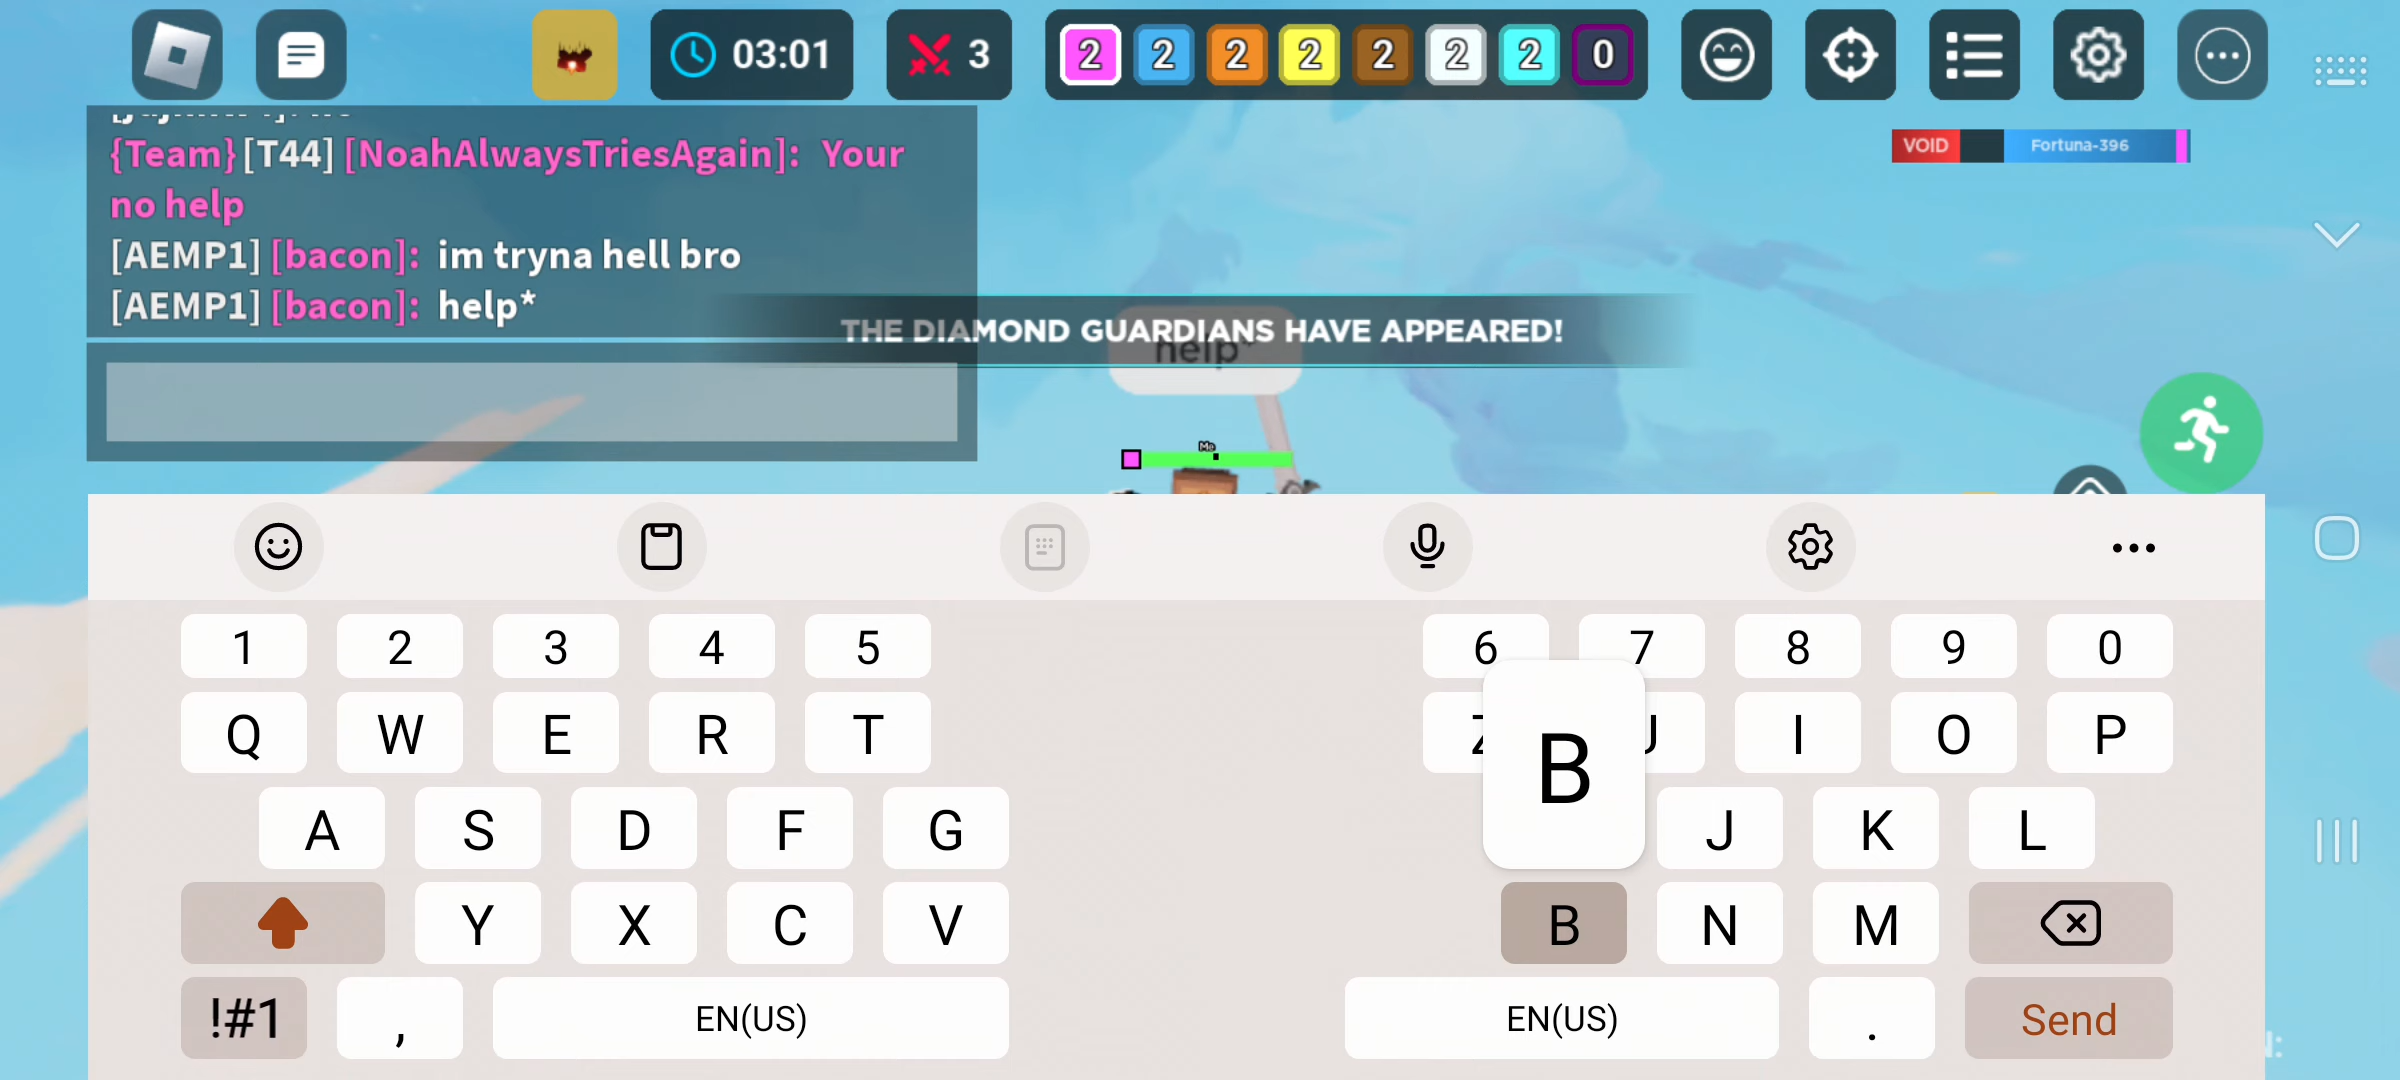 03:01
3
2 2 2 2 2 2 2 0
{Team} [T44] [NoahAlwaysTriesAgain]: Your
no help
[AEMP1] [bacon]: im tryna hell bro
[AEMP1] [bacon]: help*
VOID Fortuna-396
THE DIAMOND GUARDIANS HAVE APPEARED!
help*
Me
1 2 3 4 5 6 7 8 9 0
Q W E R T Z U I O P
B
A S D F G J K L
Y X C V B N M
!#1 , EN(US) EN(US) . Send